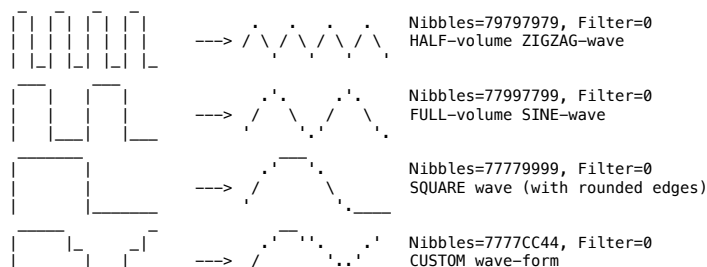 ---> Nibbles=79797979, Filter=0
HALF-volume ZIGZAG-wave
---> Nibbles=77997799, Filter=0
FULL-volume SINE-wave
---> Nibbles=77779999, Filter=0
SQUARE wave (with rounded edges)
---> Nibbles=7777CC44, Filter=0
CUSTOM wave-form